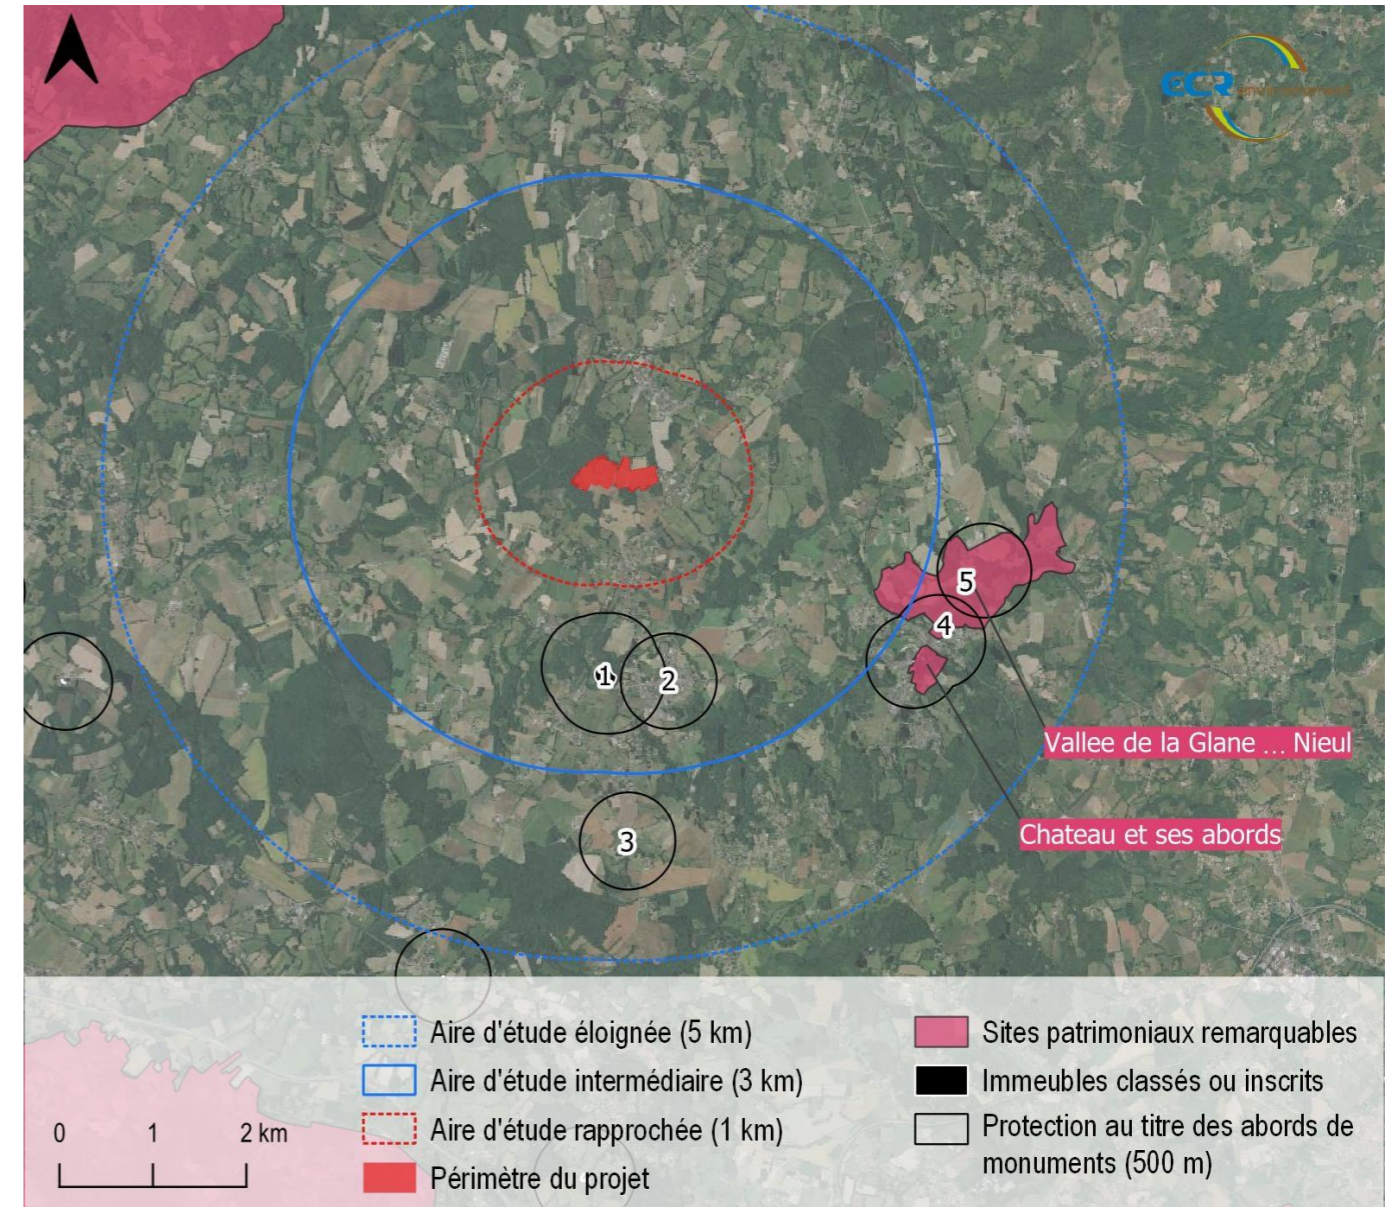 ECR environnement
1
2
3
4
5
Vallee de la Glane ... Nieul
Chateau et ses abords
Aire d'étude éloignée (5 km)
Aire d'étude intermédiaire (3 km)
Aire d'étude rapprochée (1 km)
Périmètre du projet
Sites patrimoniaux remarquables
Immeubles classés ou inscrits
Protection au titre des abords de
monuments (500 m)
0 1 2 km